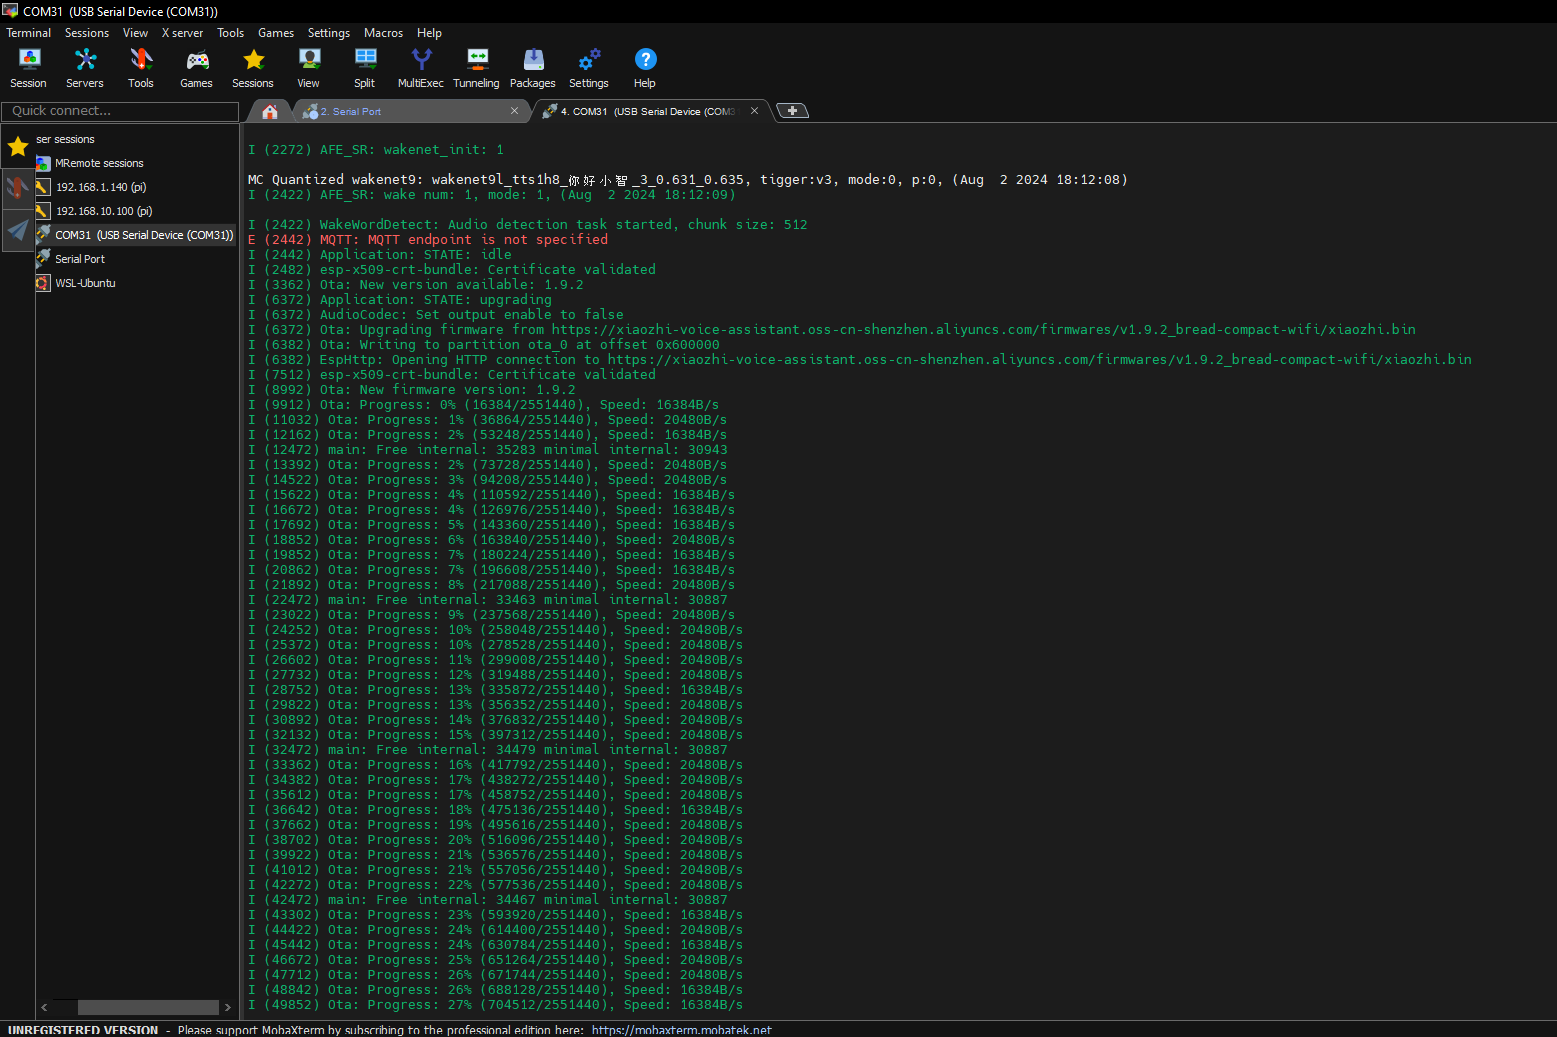 COM31  (USB Serial Device (COM31))
Terminal Sessions View X server Tools Games Settings Macros Help
Session Servers Tools Games Sessions View Split MultiExec Tunneling Packages Settings Help
Quick connect...
2. Serial Port
4. COM31  (USB Serial Device (COM3
ser sessions
MRemote sessions
192.168.1.140 (pi)
192.168.10.100 (pi)
COM31  (USB Serial Device (COM31))
Serial Port
WSL-Ubuntu
I (2272) AFE_SR: wakenet_init: 1
MC Quantized wakenet9: wakenet9l_tts1h8_你好小智_3_0.631_0.635, tigger:v3, mode:0, p:0, (Aug  2 2024 18:12:08)
I (2422) AFE_SR: wake num: 1, mode: 1, (Aug  2 2024 18:12:09)
I (2422) WakeWordDetect: Audio detection task started, chunk size: 512
E (2442) MQTT: MQTT endpoint is not specified
I (2442) Application: STATE: idle
I (2482) esp-x509-crt-bundle: Certificate validated
I (3362) Ota: New version available: 1.9.2
I (6372) Application: STATE: upgrading
I (6372) AudioCodec: Set output enable to false
I (6372) Ota: Upgrading firmware from https://xiaozhi-voice-assistant.oss-cn-shenzhen.aliyuncs.com/firmwares/v1.9.2_bread-compact-wifi/xiaozhi.bin
I (6382) Ota: Writing to partition ota_0 at offset 0x600000
I (6382) EspHttp: Opening HTTP connection to https://xiaozhi-voice-assistant.oss-cn-shenzhen.aliyuncs.com/firmwares/v1.9.2_bread-compact-wifi/xiaozhi.bin
I (7512) esp-x509-crt-bundle: Certificate validated
I (8992) Ota: New firmware version: 1.9.2
I (9912) Ota: Progress: 0% (16384/2551440), Speed: 16384B/s
I (11032) Ota: Progress: 1% (36864/2551440), Speed: 20480B/s
I (12162) Ota: Progress: 2% (53248/2551440), Speed: 16384B/s
I (12472) main: Free internal: 35283 minimal internal: 30943
I (13392) Ota: Progress: 2% (73728/2551440), Speed: 20480B/s
I (14522) Ota: Progress: 3% (94208/2551440), Speed: 20480B/s
I (15622) Ota: Progress: 4% (110592/2551440), Speed: 16384B/s
I (16672) Ota: Progress: 4% (126976/2551440), Speed: 16384B/s
I (17692) Ota: Progress: 5% (143360/2551440), Speed: 16384B/s
I (18852) Ota: Progress: 6% (163840/2551440), Speed: 20480B/s
I (19852) Ota: Progress: 7% (180224/2551440), Speed: 16384B/s
I (20862) Ota: Progress: 7% (196608/2551440), Speed: 16384B/s
I (21892) Ota: Progress: 8% (217088/2551440), Speed: 20480B/s
I (22472) main: Free internal: 33463 minimal internal: 30887
I (23022) Ota: Progress: 9% (237568/2551440), Speed: 20480B/s
I (24252) Ota: Progress: 10% (258048/2551440), Speed: 20480B/s
I (25372) Ota: Progress: 10% (278528/2551440), Speed: 20480B/s
I (26602) Ota: Progress: 11% (299008/2551440), Speed: 20480B/s
I (27732) Ota: Progress: 12% (319488/2551440), Speed: 20480B/s
I (28752) Ota: Progress: 13% (335872/2551440), Speed: 16384B/s
I (29822) Ota: Progress: 13% (356352/2551440), Speed: 20480B/s
I (30892) Ota: Progress: 14% (376832/2551440), Speed: 20480B/s
I (32132) Ota: Progress: 15% (397312/2551440), Speed: 20480B/s
I (32472) main: Free internal: 34479 minimal internal: 30887
I (33362) Ota: Progress: 16% (417792/2551440), Speed: 20480B/s
I (34382) Ota: Progress: 17% (438272/2551440), Speed: 20480B/s
I (35612) Ota: Progress: 17% (458752/2551440), Speed: 20480B/s
I (36642) Ota: Progress: 18% (475136/2551440), Speed: 16384B/s
I (37662) Ota: Progress: 19% (495616/2551440), Speed: 20480B/s
I (38702) Ota: Progress: 20% (516096/2551440), Speed: 20480B/s
I (39922) Ota: Progress: 21% (536576/2551440), Speed: 20480B/s
I (41012) Ota: Progress: 21% (557056/2551440), Speed: 20480B/s
I (42272) Ota: Progress: 22% (577536/2551440), Speed: 20480B/s
I (42472) main: Free internal: 34467 minimal internal: 30887
I (43302) Ota: Progress: 23% (593920/2551440), Speed: 16384B/s
I (44422) Ota: Progress: 24% (614400/2551440), Speed: 20480B/s
I (45442) Ota: Progress: 24% (630784/2551440), Speed: 16384B/s
I (46672) Ota: Progress: 25% (651264/2551440), Speed: 20480B/s
I (47712) Ota: Progress: 26% (671744/2551440), Speed: 20480B/s
I (48842) Ota: Progress: 26% (688128/2551440), Speed: 16384B/s
I (49852) Ota: Progress: 27% (704512/2551440), Speed: 16384B/s
UNREGISTERED VERSION  -  Please support MobaXterm by subscribing to the professional edition here:  https://mobaxterm.mobatek.net